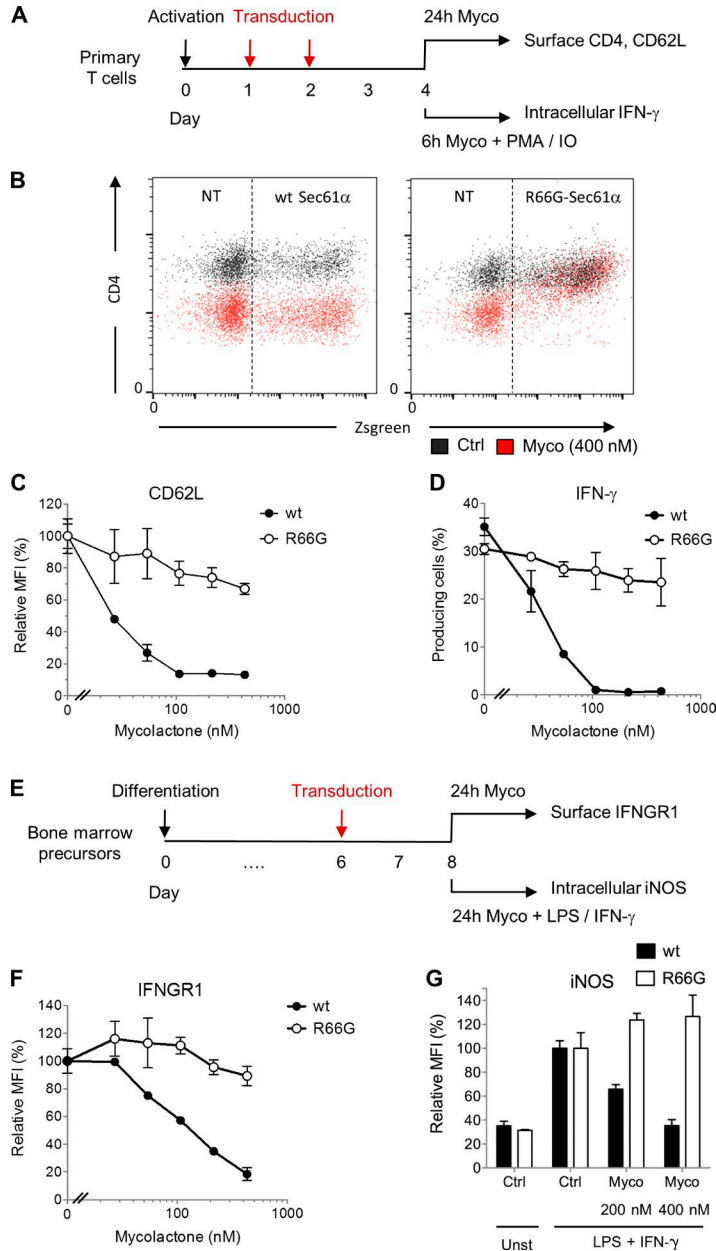 A
Activation Transduction 24h Myco
Surface CD4, CD62L
Primary
T cells
0 1 2 3 4
Day
Intracellular IFN-γ
6h Myco + PMA / IO
B
NT wt Sec61α NT R66G-Sec61α
CD4
0 0
0 0
Zsgreen
Ctrl Myco (400 nM)
C D
CD62L IFN-γ
wt wt
R66G R66G
Relative MFI (%)
120
100
80
60
40
20
0
0 100 1000
Mycolactone (nM)
Producing cells (%)
40
30
20
10
0
0 100 1000
Mycolactone (nM)
E
Differentiation Transduction 24h Myco
Surface IFNGR1
Bone marrow
precursors
0 .... 6 7 8
Day
Intracellular iNOS
24h Myco + LPS / IFN-γ
F
IFNGR1
wt
R66G
Relative MFI (%)
140
120
100
80
60
40
20
0
0 100 1000
Mycolactone (nM)
G
wt
R66G
iNOS
Relative MFI (%)
140
120
100
80
60
40
20
0
Ctrl Ctrl Myco Myco
200 nM 400 nM
Unst LPS + IFN-γ